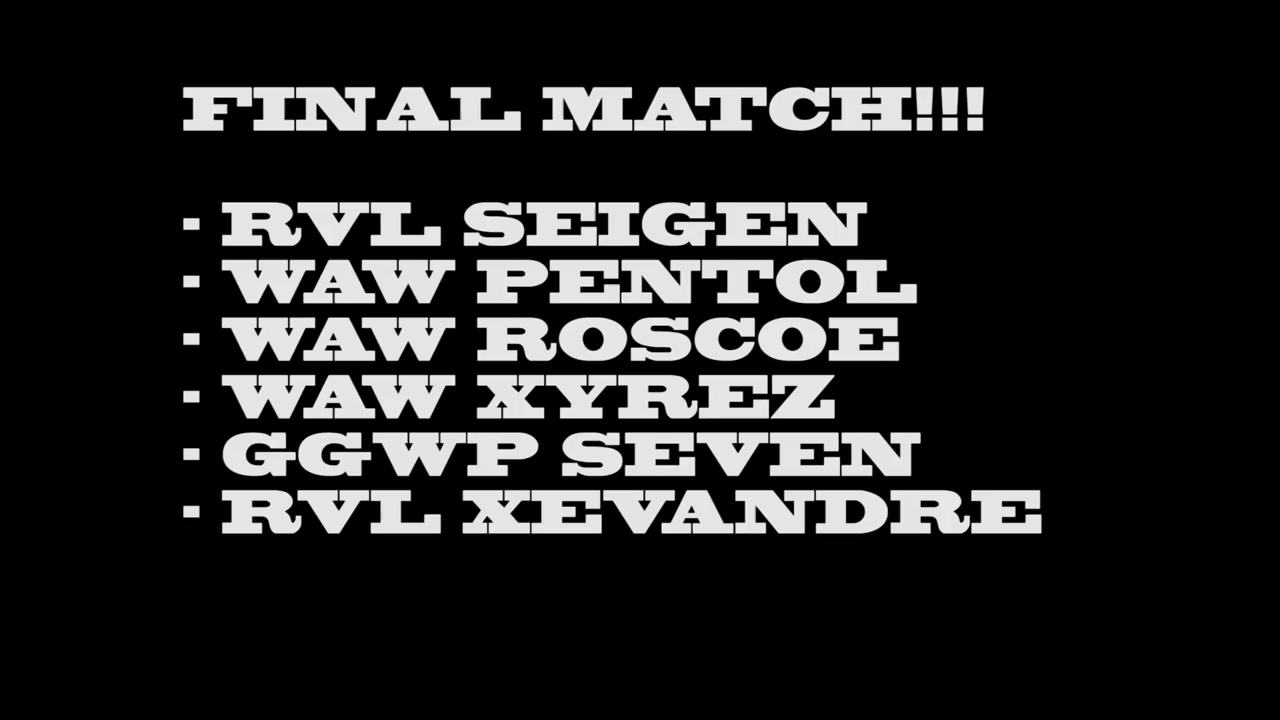 FINAL MATCH!!!
- RVL SEIGEN
- WAW PENTOL
- WAW ROSCOE
- WAW XYREZ
- GGWP SEVEN
- RVL XEVANDRE